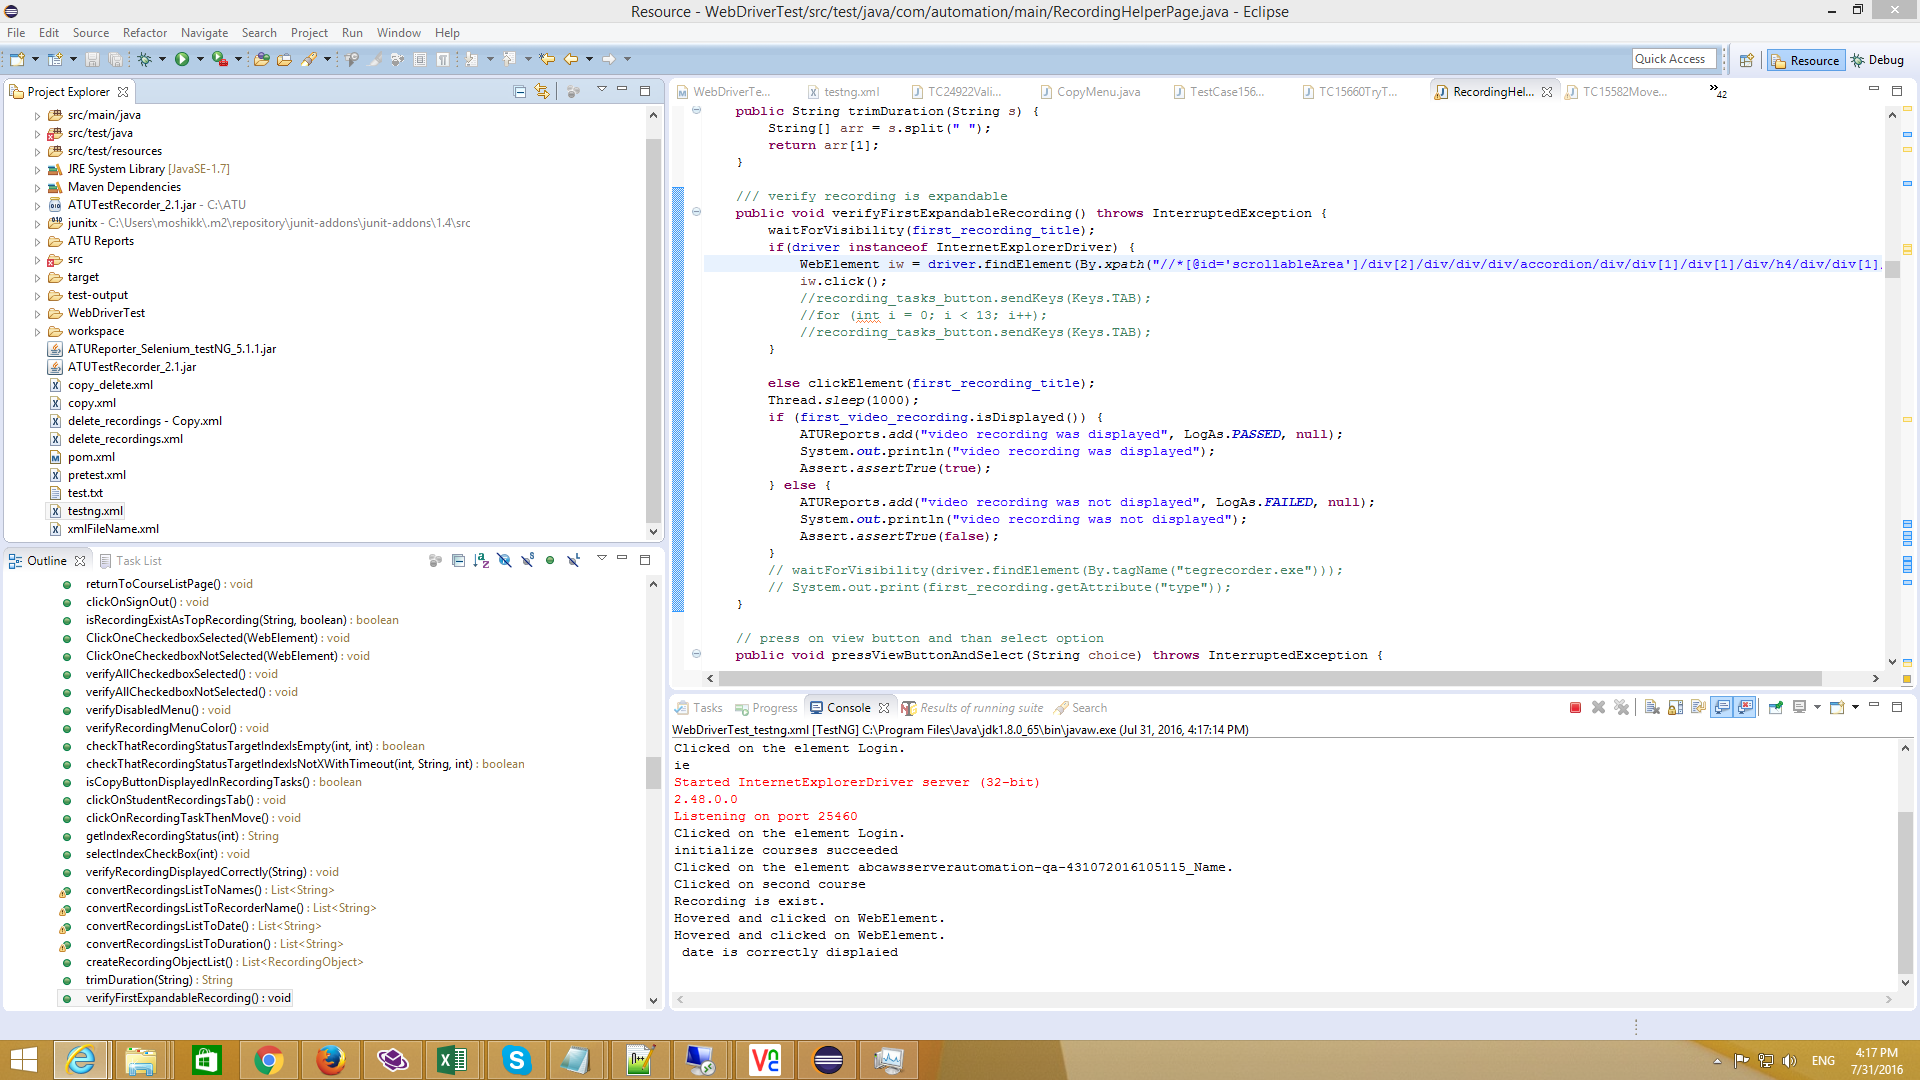 Resource - WebDriverTest/src/test/java/com/automation/main/RecordingHelperPage.java - Eclipse
File Edit Source Refactor Navigate Search Project Run Window Help
Quick Access Resource Debug
Project Explorer
src/main/java
src/test/java
src/test/resources
JRE System Library [JavaSE-1.7]
Maven Dependencies
ATUTestRecorder_2.1.jar - C:\ATU
junitx - C:\Users\moshikk\.m2\repository\junit-addons\junit-addons\1.4\src
ATU Reports
src
target
test-output
WebDriverTest
workspace
ATUReporter_Selenium_testNG_5.1.1.jar
ATUTestRecorder_2.1.jar
copy_delete.xml
copy.xml
delete_recordings - Copy.xml
delete_recordings.xml
pom.xml
pretest.xml
test.txt
testng.xml
xmlFileName.xml
Outline Task List
returnToCourseListPage() : void
clickOnSignOut() : void
isRecordingExistAsTopRecording(String, boolean) : boolean
ClickOneCheckedboxSelected(WebElement) : void
ClickOneCheckedboxNotSelected(WebElement) : void
verifyAllCheckedboxSelected() : void
verifyAllCheckedboxNotSelected() : void
verifyDisabledMenu() : void
verifyRecordingMenuColor() : void
checkThatRecordingStatusTargetIndexIsEmpty(int, int) : boolean
checkThatRecordingStatusTargetIndexIsNotXWithTimeout(int, String, int) : boolean
isCopyButtonDisplayedInRecordingTasks() : boolean
clickOnStudentRecordingsTab() : void
clickOnRecordingTaskThenMove() : void
getIndexRecordingStatus(int) : String
selectIndexCheckBox(int) : void
verifyRecordingDisplayedCorrectly(String) : void
convertRecordingsListToNames() : List<String>
convertRecordingsListToRecorderName() : List<String>
convertRecordingsListToDate() : List<String>
convertRecordingsListToDuration() : List<String>
createRecordingObjectList() : List<RecordingObject>
trimDuration(String) : String
verifyFirstExpandableRecording() : void
WebDriverTe... testng.xml TC24922Vali... CopyMenu.java TestCase156... TC15660TryT... RecordingHel... TC15582Move... »42
public String trimDuration(String s) {
String[] arr = s.split(" ");
return arr[1];
}
/// verify recording is expandable
public void verifyFirstExpandableRecording() throws InterruptedException {
waitForVisibility(first_recording_title);
if(driver instanceof InternetExplorerDriver) {
WebElement iw = driver.findElement(By.xpath("//*[@id='scrollableArea']/div[2]/div/div/div/accordion/div/div[1]/div[1]/div/h4/div/div[1].
iw.click();
//recording_tasks_button.sendKeys(Keys.TAB);
//for (int i = 0; i < 13; i++);
//recording_tasks_button.sendKeys(Keys.TAB);
}
else clickElement(first_recording_title);
Thread.sleep(1000);
if (first_video_recording.isDisplayed()) {
ATUReports.add("video recording was displayed", LogAs.PASSED, null);
System.out.println("video recording was displayed");
Assert.assertTrue(true);
} else {
ATUReports.add("video recording was not displayed", LogAs.FAILED, null);
System.out.println("video recording was not displayed");
Assert.assertTrue(false);
}
// waitForVisibility(driver.findElement(By.tagName("tegrecorder.exe")));
// System.out.print(first_recording.getAttribute("type"));
}
// press on view button and than select option
public void pressViewButtonAndSelect(String choice) throws InterruptedException {
Tasks Progress Console Results of running suite Search
WebDriverTest_testng.xml [TestNG] C:\Program Files\Java\jdk1.8.0_65\bin\javaw.exe (Jul 31, 2016, 4:17:14 PM)
Clicked on the element Login.
ie
Started InternetExplorerDriver server (32-bit)
2.48.0.0
Listening on port 25460
Clicked on the element Login.
initialize courses succeeded
Clicked on the element abcawsserverautomation-qa-431072016105115_Name.
Clicked on second course
Recording is exist.
Hovered and clicked on WebElement.
Hovered and clicked on WebElement.
date is correctly displaied
ENG
4:17 PM
7/31/2016